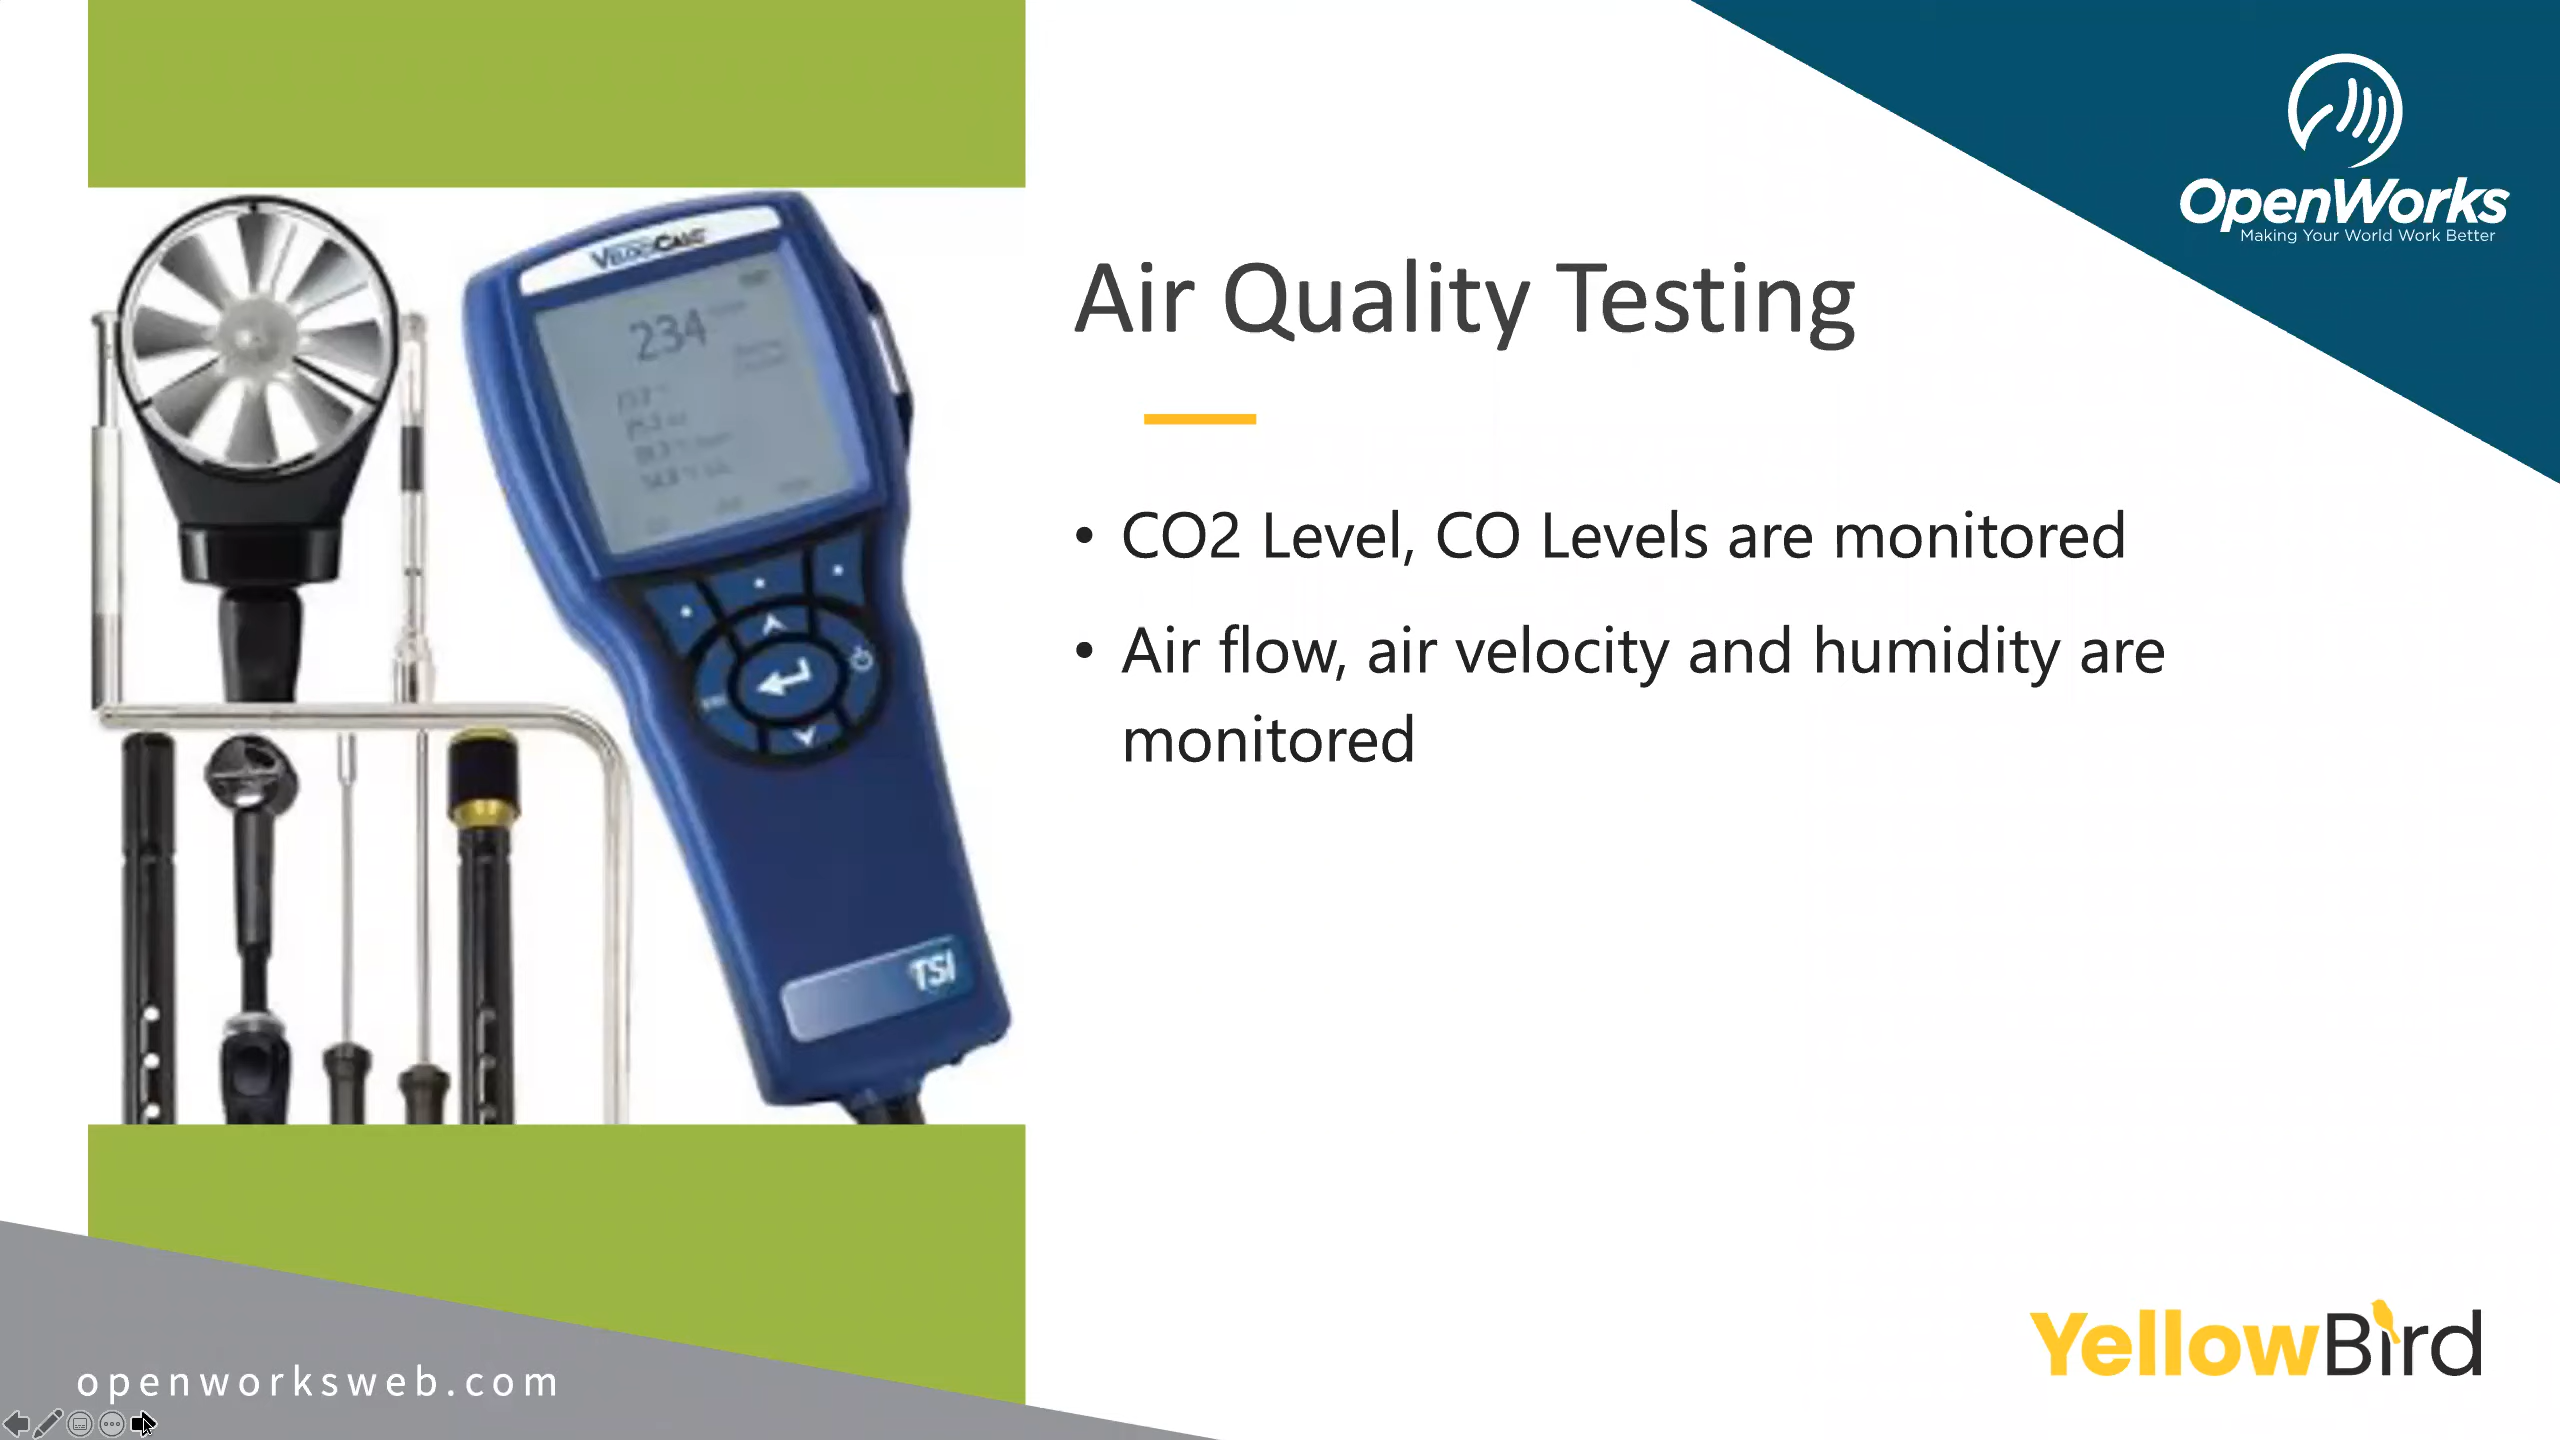 OpenWorks
Making Your World Work Better
VelociCalc
234
TSI
Air Quality Testing
• CO2 Level, CO Levels are monitored
• Air flow, air velocity and humidity are
monitored
openworksweb.com
YellowBird